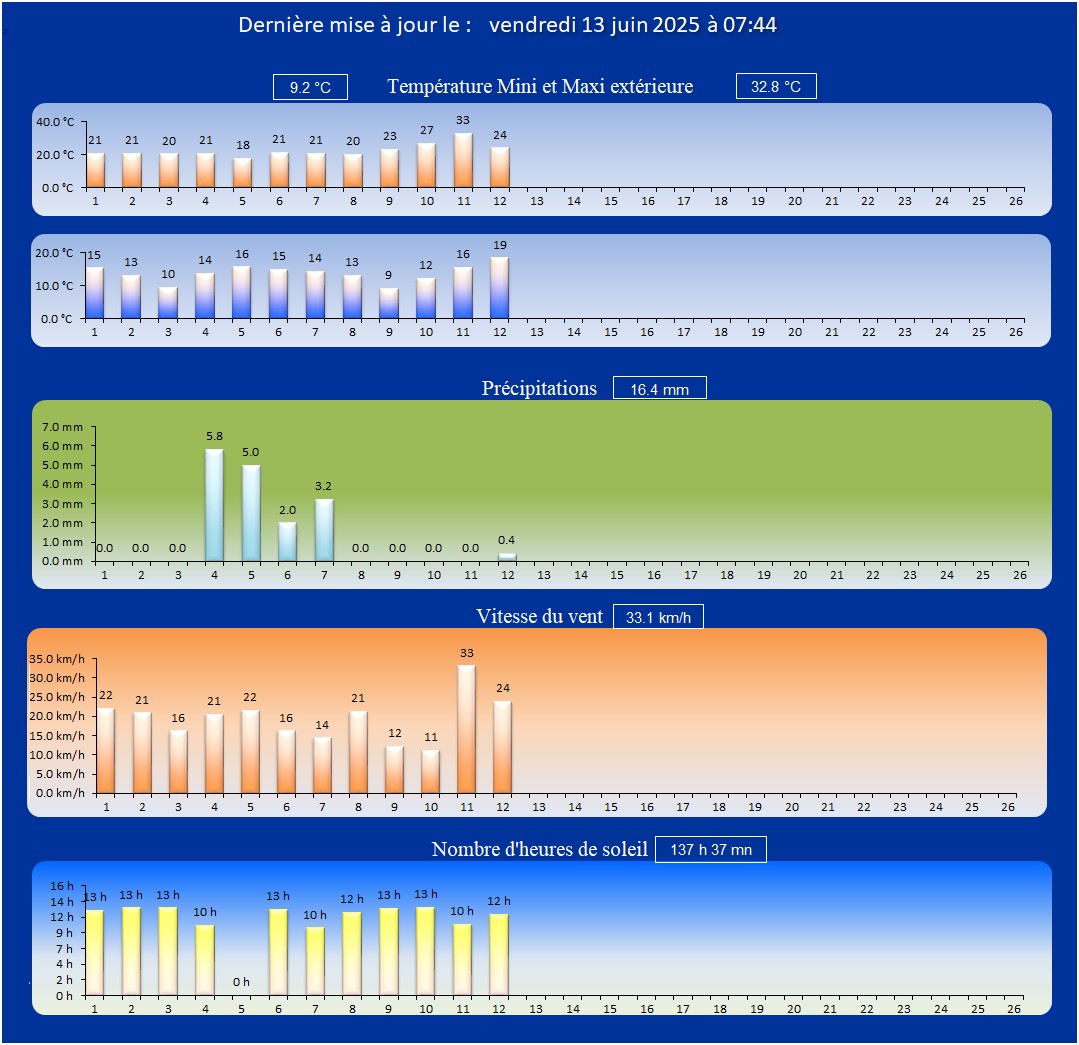 Dernière mise à jour le : vendredi 13 juin 2025 à 07:44
9.2 °C Température Mini et Maxi extérieure 32.8 °C
40.0 °C
20.0 °C
0.0 °C
21 21 20 21 18 21 21 20 23 27 33 24
1 2 3 4 5 6 7 8 9 10 11 12 13 14 15 16 17 18 19 20 21 22 23 24 25 26
20.0 °C
10.0 °C
0.0 °C
15 13 10 14 16 15 14 13 9 12 16 19
1 2 3 4 5 6 7 8 9 10 11 12 13 14 15 16 17 18 19 20 21 22 23 24 25 26
Précipitations 16.4 mm
7.0 mm
6.0 mm
5.0 mm
4.0 mm
3.0 mm
2.0 mm
1.0 mm
0.0 mm
0.0 0.0 0.0 5.8 5.0 2.0 3.2 0.0 0.0 0.0 0.0 0.4
1 2 3 4 5 6 7 8 9 10 11 12 13 14 15 16 17 18 19 20 21 22 23 24 25 26
Vitesse du vent 33.1 km/h
35.0 km/h
30.0 km/h
25.0 km/h
20.0 km/h
15.0 km/h
10.0 km/h
5.0 km/h
0.0 km/h
22 21 16 21 22 16 14 21 12 11 33 24
1 2 3 4 5 6 7 8 9 10 11 12 13 14 15 16 17 18 19 20 21 22 23 24 25 26
Nombre d'heures de soleil 137 h 37 mn
16 h
14 h
12 h
9 h
7 h
4 h
2 h
0 h
13 h 13 h 13 h 10 h 0 h 13 h 10 h 12 h 13 h 13 h 10 h 12 h
1 2 3 4 5 6 7 8 9 10 11 12 13 14 15 16 17 18 19 20 21 22 23 24 25 26